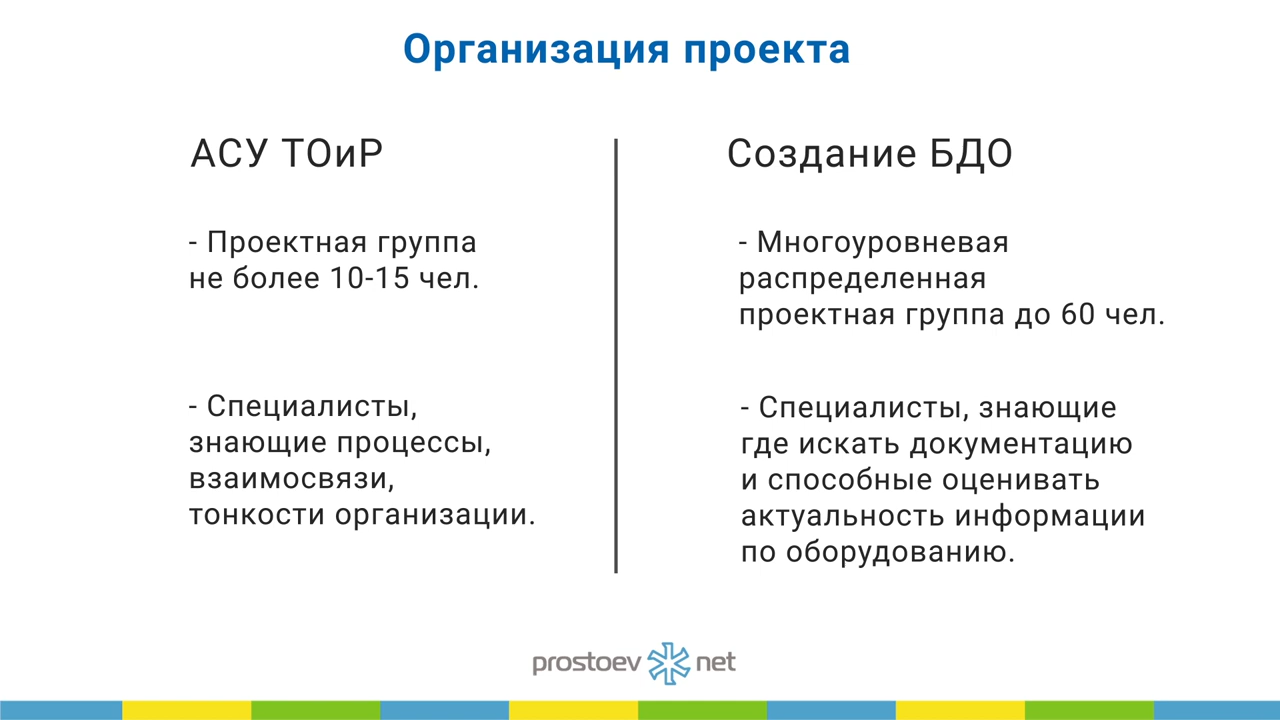 Организация проекта
АСУ ТОиР
- Проектная группа
не более 10-15 чел.
- Специалисты,
знающие процессы,
взаимосвязи,
тонкости организации.
Создание БДО
- Многоуровневая
распределенная
проектная группа до 60 чел.
- Специалисты, знающие
где искать документацию
и способные оценивать
актуальность информации
по оборудованию.
prostoev net